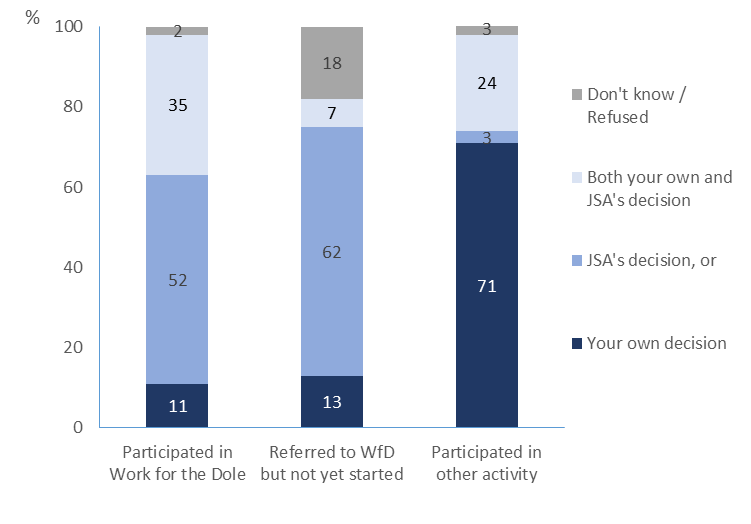 %
100
80
60
40
20
0
2
35
52
11
18
7
62
13
3
24
3
71
Participated in
Work for the Dole
Referred to WfD
but not yet started
Participated in
other activity
Don't know /
Refused
Both your own and
JSA's decision
JSA's decision, or
Your own decision